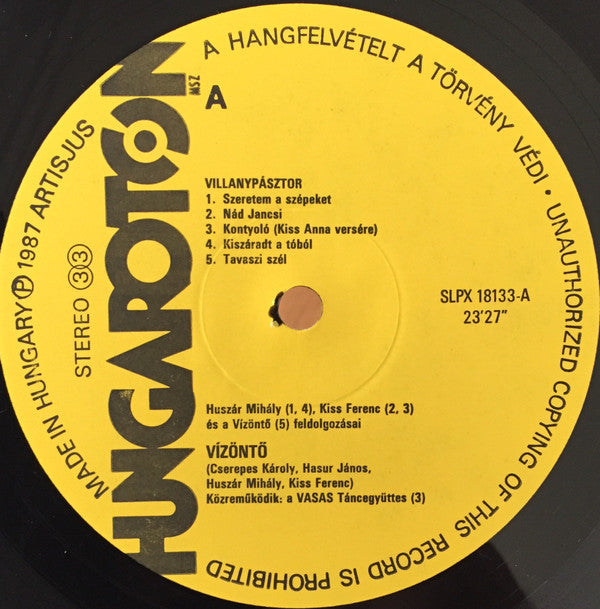 HUNGAROTON
MSZ
A
VILLANYPÁSZTOR
1. Szeretem a szépeket
2. Nád Jancsi
3. Kontyoló (Kiss Anna versére)
4. Kiszáradt a tóból
5. Tavaszi szél
SLPX 18133-A
23'27"
STEREO 33
Huszár Mihály (1, 4), Kiss Ferenc (2, 3)
és a Vízöntő (5) feldolgozásai
VÍZÖNTŐ
(Cserepes Károly, Hasur János,
Huszár Mihály, Kiss Ferenc)
Közreműködik: a VASAS Táncegyüttes (3)
MADE IN HUNGARY Ⓟ 1987 ARTISJUS
A HANGFELVÉTELT A TÖRVÉNY VÉDI • UNAUTHORIZED COPYING OF THIS RECORD IS PROHIBITED